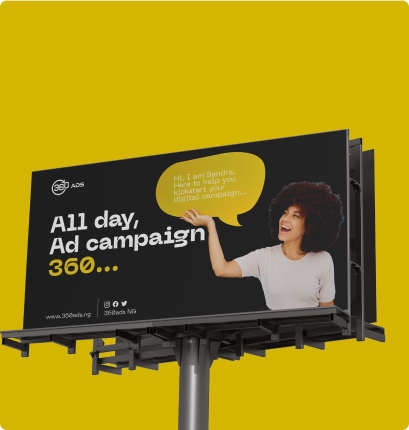 360 ADS
Hi, I am Sandra,
Here to help you
kickstart your
digital campaign...
All day,
Ad campaign
360...
www.360ads.ng
360ads NG